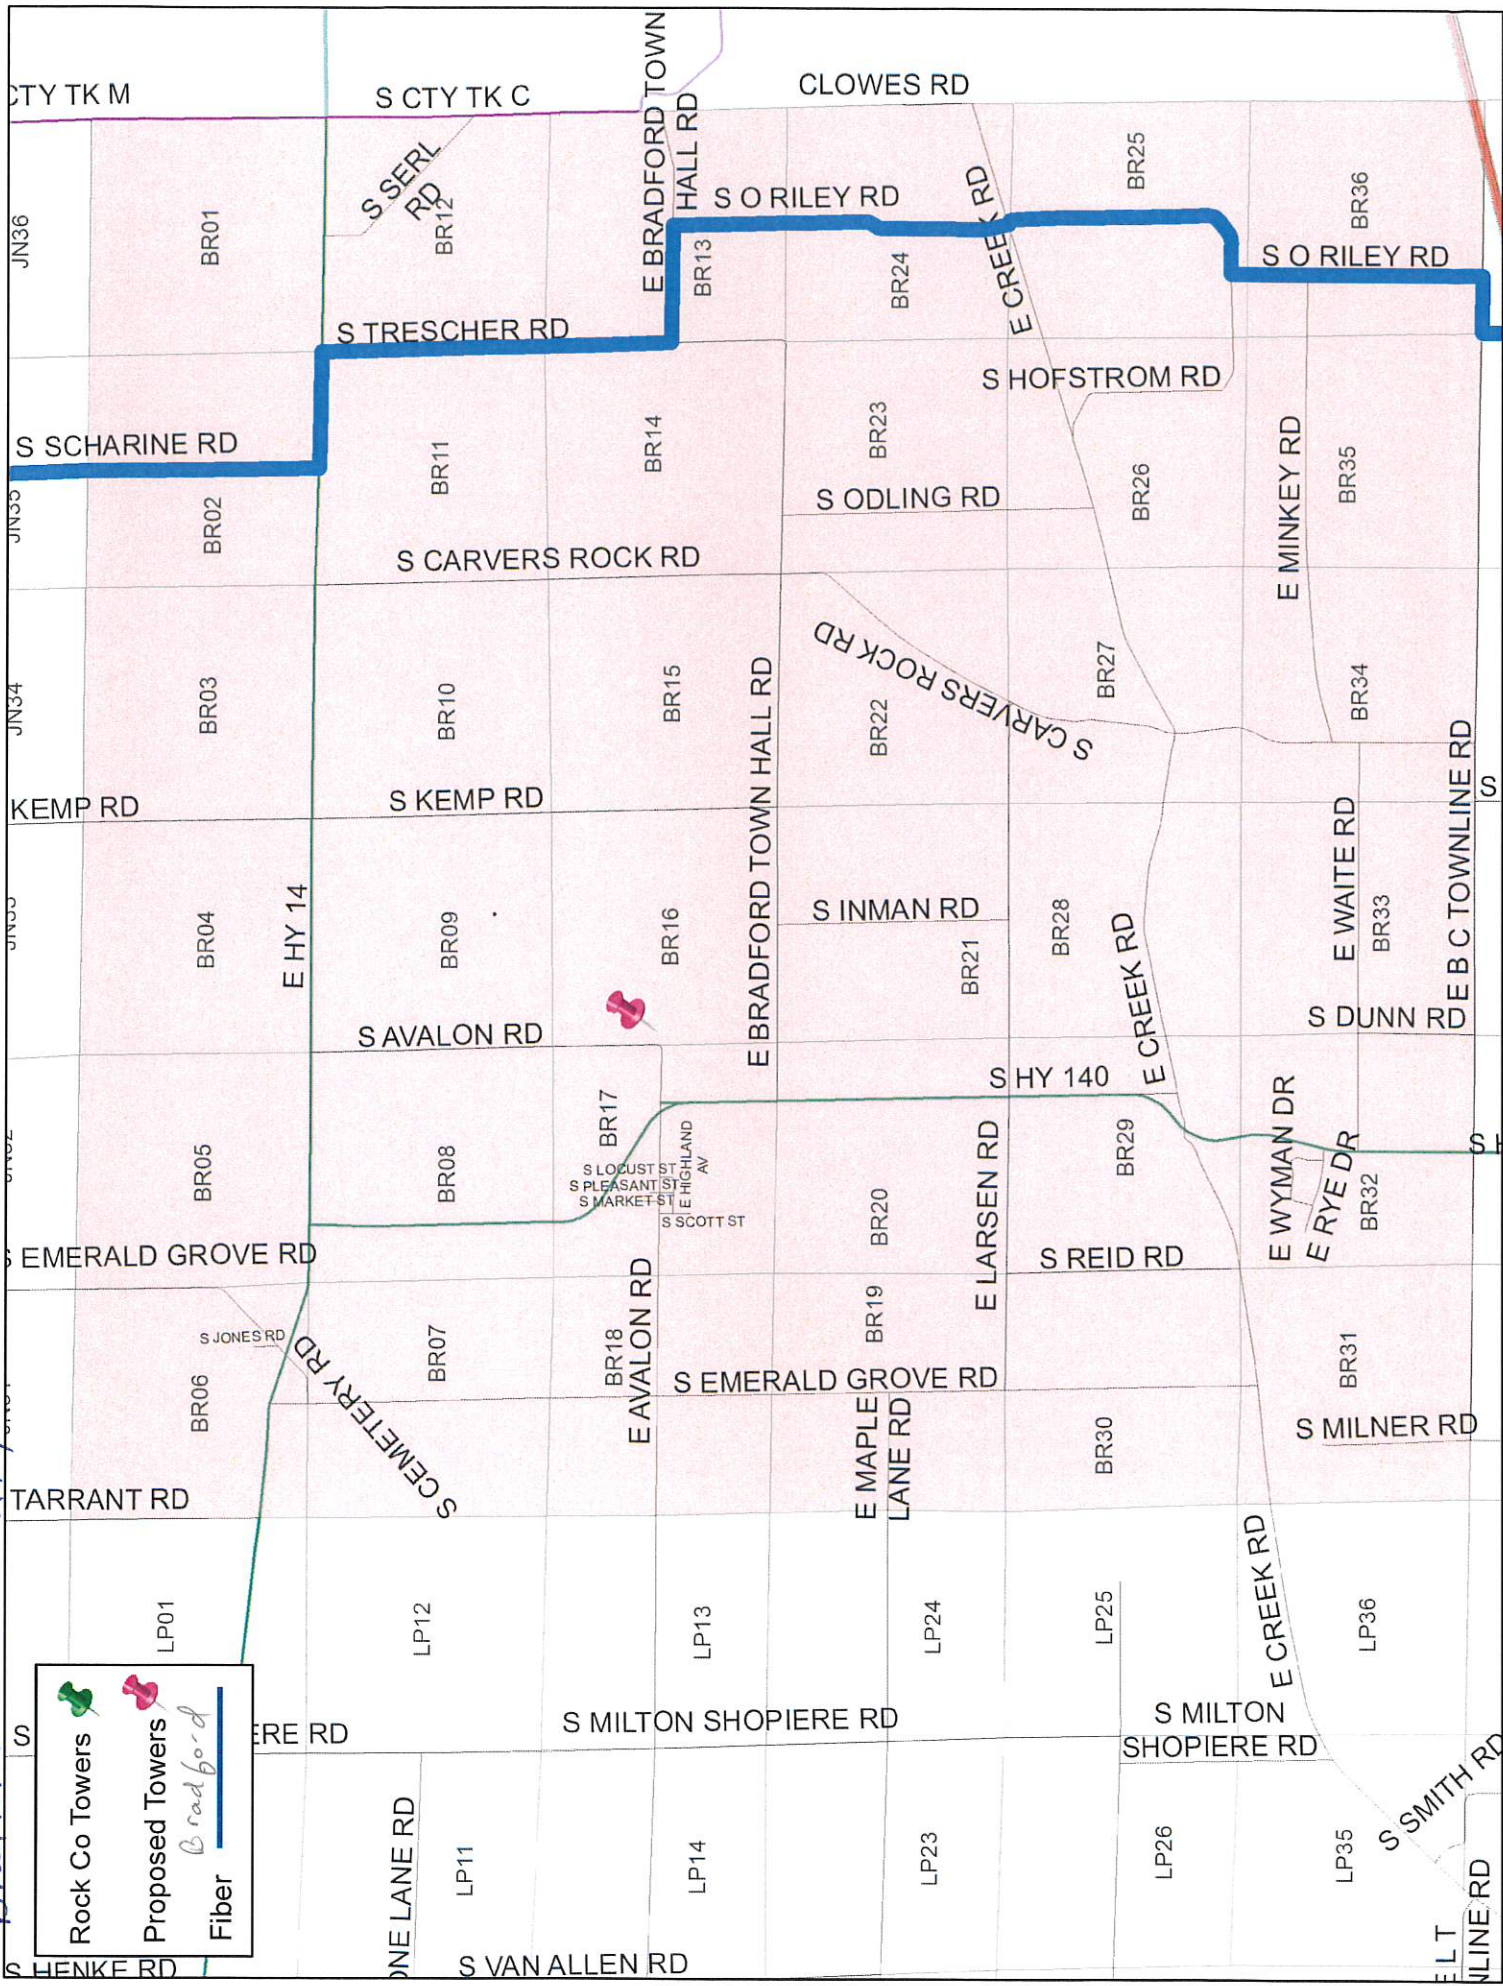 CTY TK M
S CTY TK C
E BRADFORD TOWN
HALL RD
CLOWES RD
S SERL
RD
JN36
BR01
BR12
BR13
S O RILEY RD
BR24
E CREEK RD
BR25
BR36
S O RILEY RD
S TRESCHER RD
S HOFSTROM RD
S SCHARINE RD
JN35
BR02
BR11
BR14
BR23
S ODLING RD
BR26
E MINKEY RD
BR35
S CARVERS ROCK RD
S CARVERS ROCK RD
JN34
BR03
BR10
BR15
BR22
BR27
BR34
KEMP RD
S KEMP RD
E BRADFORD TOWN HALL RD
E WAITE RD
E B C TOWNLINE RD
S
JN33
BR04
E HY 14
BR09
BR16
S INMAN RD
BR21
BR28
E CREEK RD
BR33
S AVALON RD
S DUNN RD
S HY 140
BR05
BR08
BR17
S LOCUST ST
S PLEASANT ST
S MARKET ST
E HIGHLAND
AV
S SCOTT ST
BR20
E LARSEN RD
BR29
E WYMAN DR
E RYE DR
BR32
S H
S EMERALD GROVE RD
S REID RD
S JONES RD
BR06
S CEMETERY RD
BR07
BR18
E AVALON RD
BR19
S EMERALD GROVE RD
E MAPLE
LANE RD
BR30
BR31
S MILNER RD
TARRANT RD
LP01
LP12
LP13
LP24
LP25
E CREEK RD
LP36
S
ERE RD
S MILTON SHOPIERE RD
S MILTON
SHOPIERE RD
S SMITH RD
ONE LANE RD
LP11
LP14
LP23
LP26
LP35
S HENKE RD
S VAN ALLEN RD
E L T
NLINE RD
Rock Co Towers
Proposed Towers
Bradford
Fiber